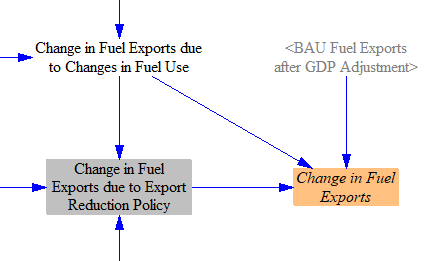 Change in Fuel Exports due
to Changes in Fuel Use
<BAU Fuel Exports
after GDP Adjustment>
Change in Fuel
Exports due to Export
Reduction Policy
Change in Fuel
Exports